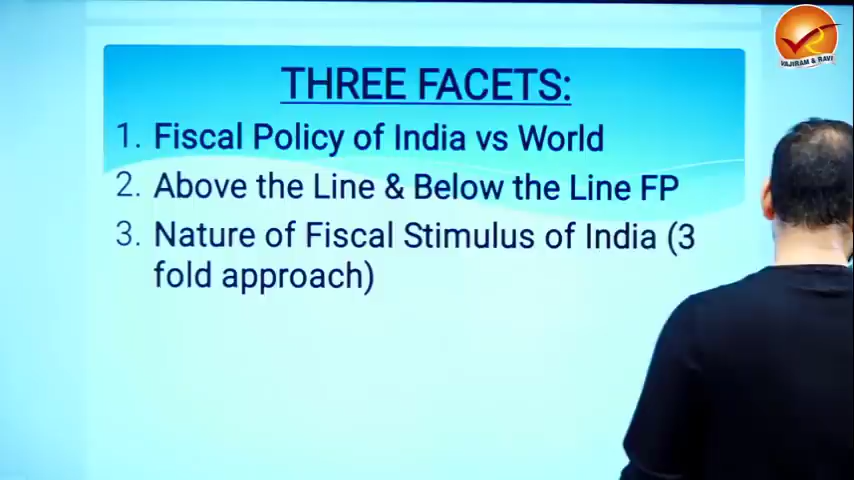 VAJIRAM & RAVI
THREE FACETS:
1. Fiscal Policy of India vs World
2. Above the Line & Below the Line FP
3. Nature of Fiscal Stimulus of India (3
fold approach)